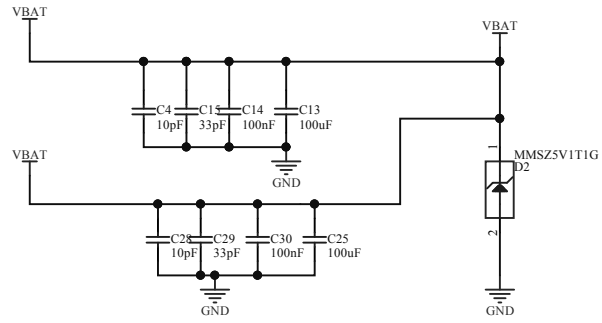 VBAT
VBAT
C4
10pF
C15
33pF
C14
100nF
C13
100uF
GND
VBAT
1
MMSZ5V1T1G
D2
2
C28
10pF
C29
33pF
C30
100nF
C25
100uF
GND
GND